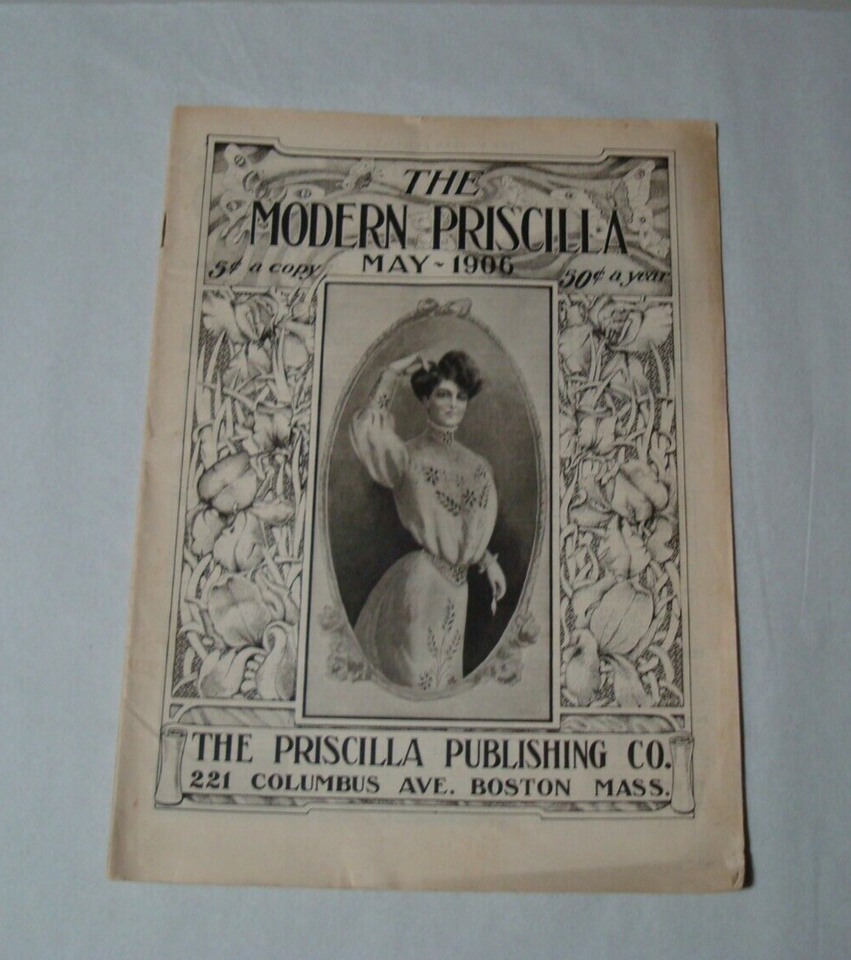 THE
MODERN PRISCILLA
5¢ a copy MAY ~ 1906 50¢ a year
THE PRISCILLA PUBLISHING CO.
221 COLUMBUS AVE. BOSTON MASS.